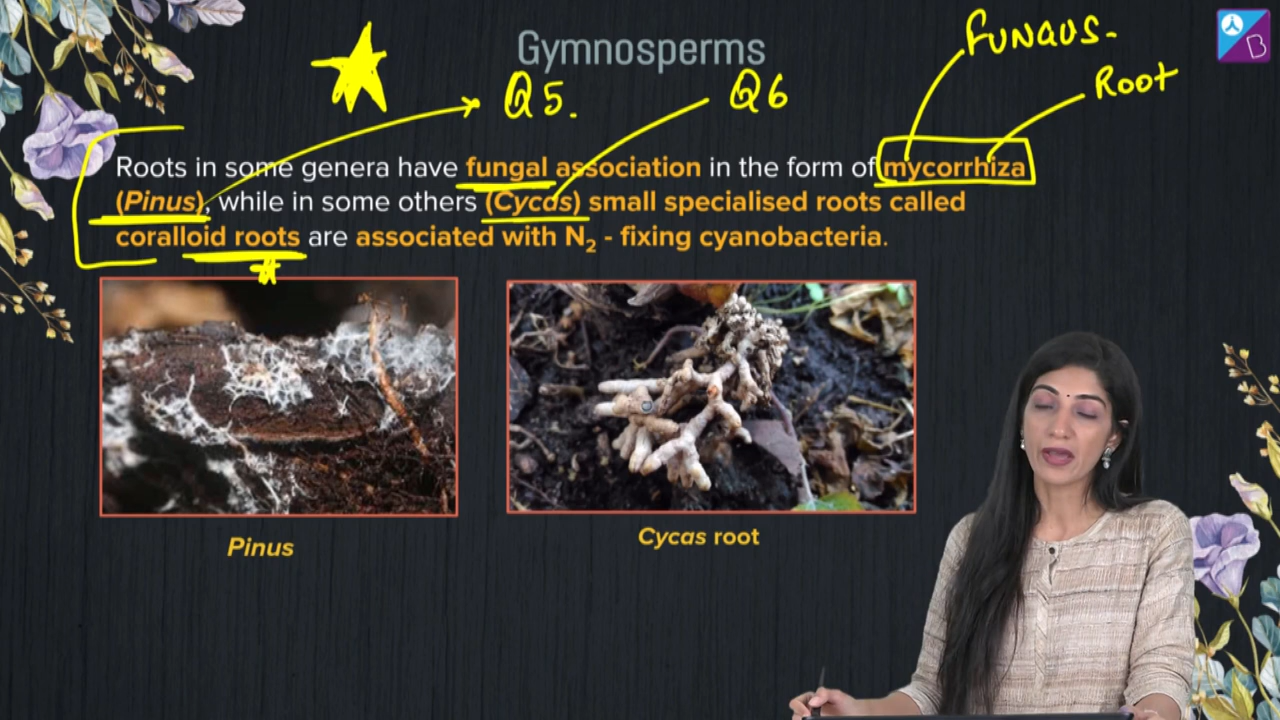 Gymnosperms
FUNGUS.
Root
Q5.
Q6
Roots in some genera have fungal association in the form of mycorrhiza
(Pinus), while in some others (Cycas) small specialised roots called
coralloid roots are associated with N₂ - fixing cyanobacteria.
Pinus
Cycas root
B